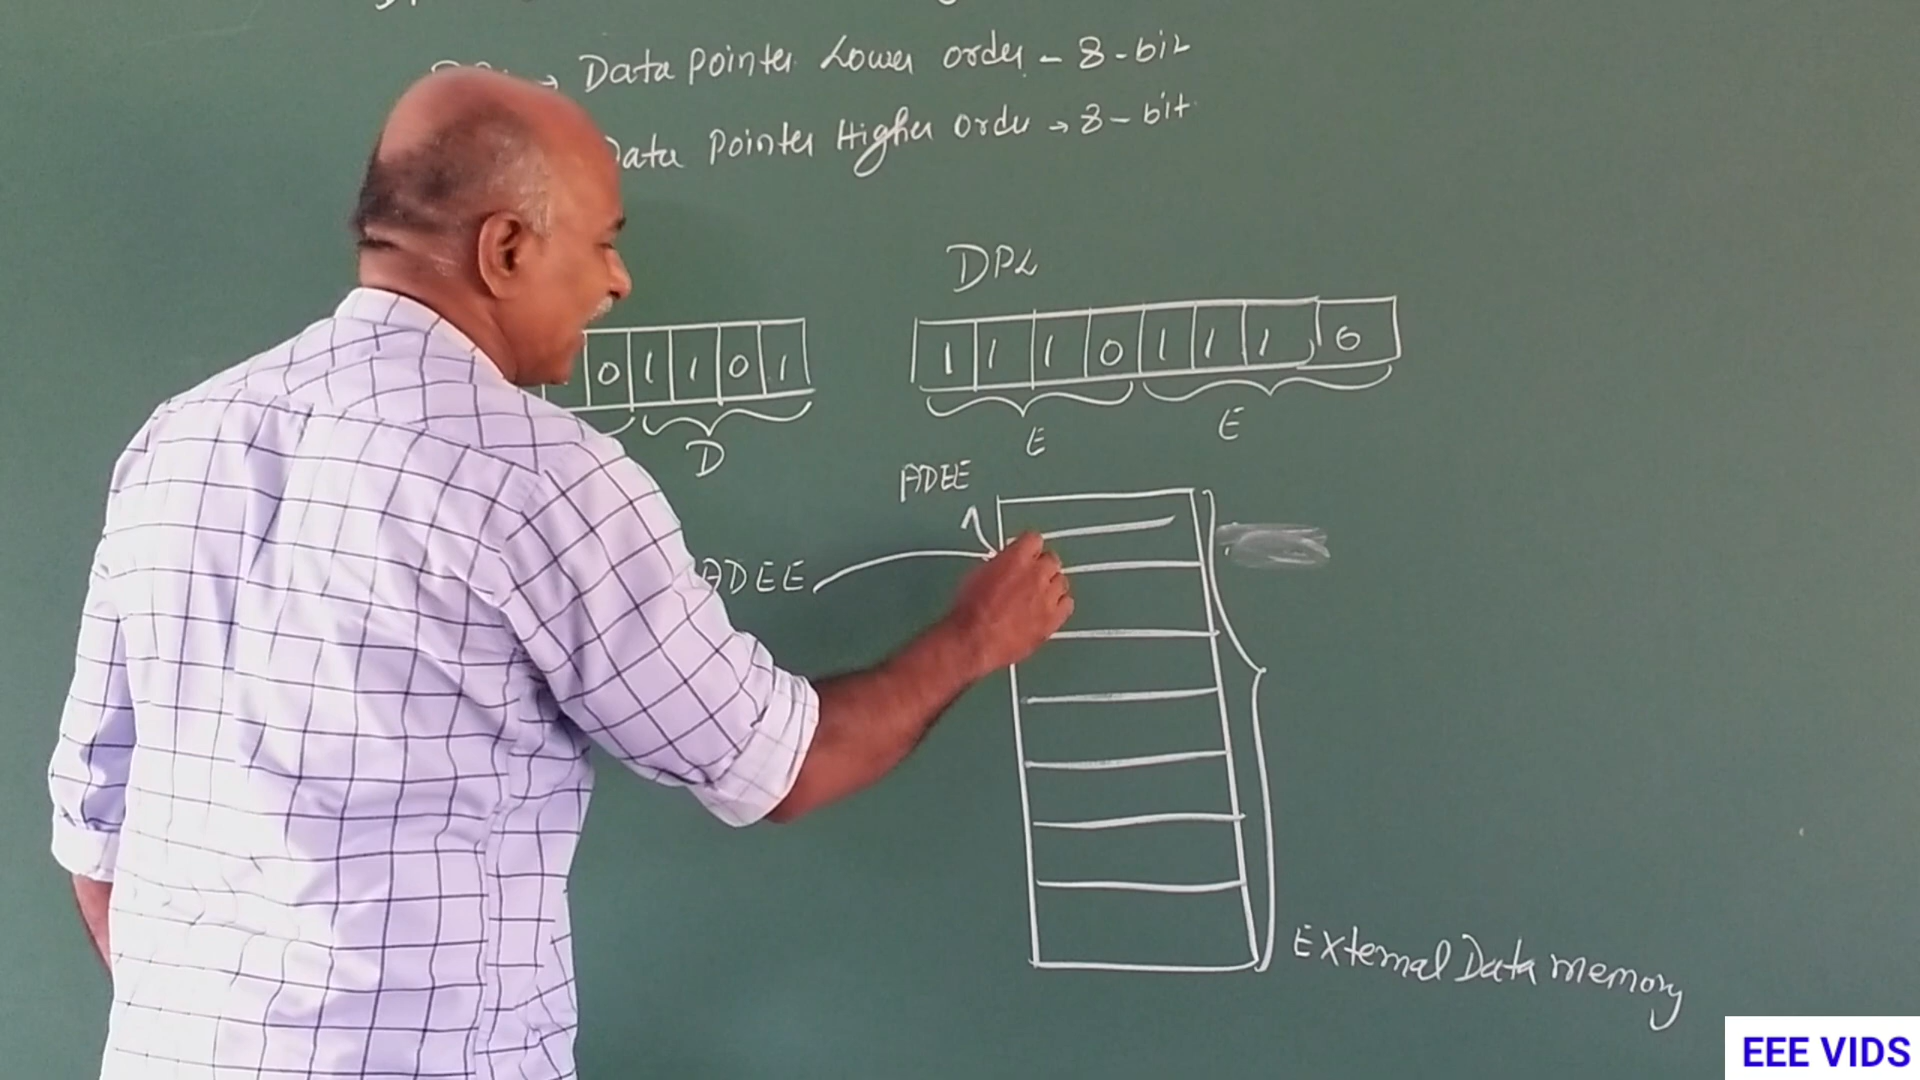 Data Pointer Lower order - 8-bit
Data Pointer Higher Order → 8-bit
DPL
0 1 1 0 1
1 1 1 0 1 1 1 0
D
E E
ADEE
ADEE
External Data memory
EEE VIDS